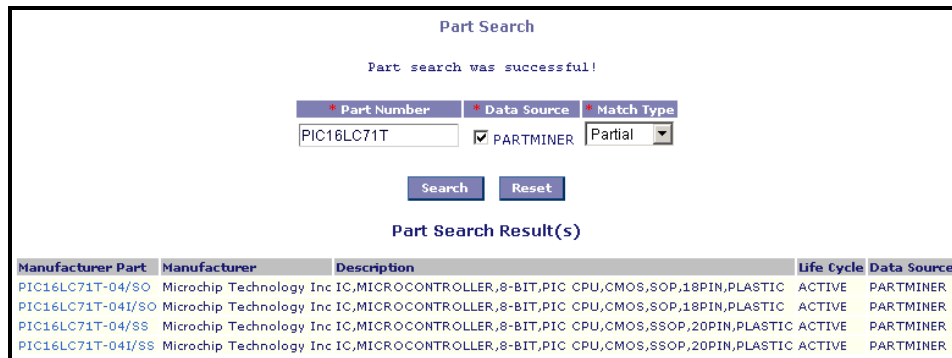 Part Search
Part search was successful!
* Part Number * Data Source * Match Type
PIC16LC71T PARTMINER Partial
Search Reset
Part Search Result(s)
Manufacturer Part Manufacturer Description Life Cycle Data Source
PIC16LC71T-04/SO Microchip Technology Inc IC,MICROCONTROLLER,8-BIT,PIC CPU,CMOS,SOP,18PIN,PLASTIC ACTIVE PARTMINER
PIC16LC71T-04I/SO Microchip Technology Inc IC,MICROCONTROLLER,8-BIT,PIC CPU,CMOS,SOP,18PIN,PLASTIC ACTIVE PARTMINER
PIC16LC71T-04/SS Microchip Technology Inc IC,MICROCONTROLLER,8-BIT,PIC CPU,CMOS,SSOP,20PIN,PLASTIC ACTIVE PARTMINER
PIC16LC71T-04I/SS Microchip Technology Inc IC,MICROCONTROLLER,8-BIT,PIC CPU,CMOS,SSOP,20PIN,PLASTIC ACTIVE PARTMINER